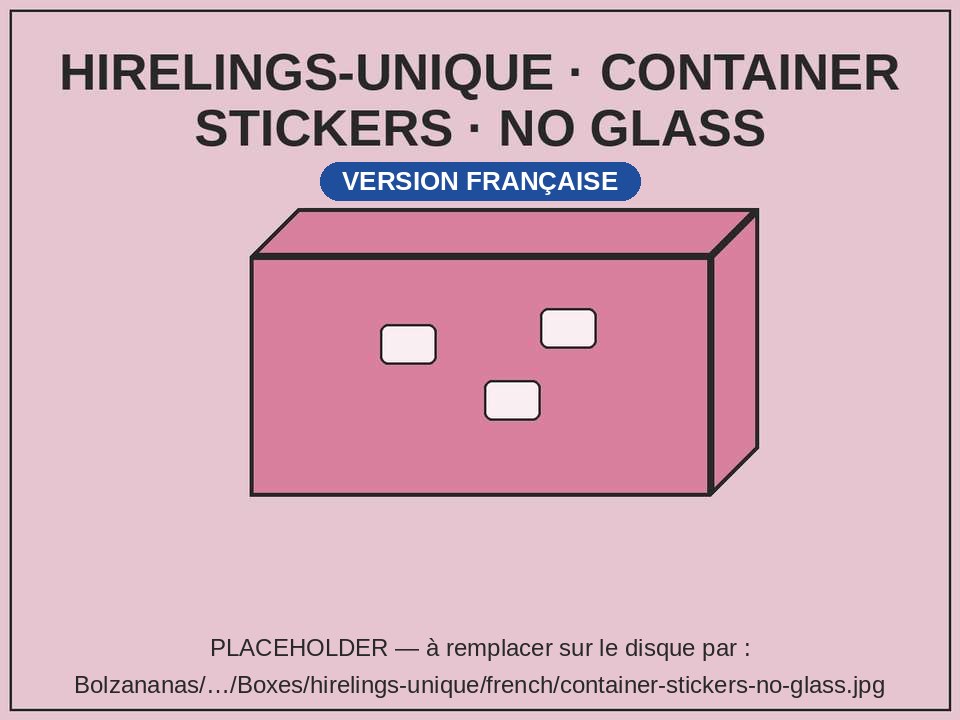 HIRELINGS-UNIQUE · CONTAINER
STICKERS · NO GLASS
VERSION FRANÇAISE
PLACEHOLDER — à remplacer sur le disque par :
Bolzananas/…/Boxes/hirelings-unique/french/container-stickers-no-glass.jpg